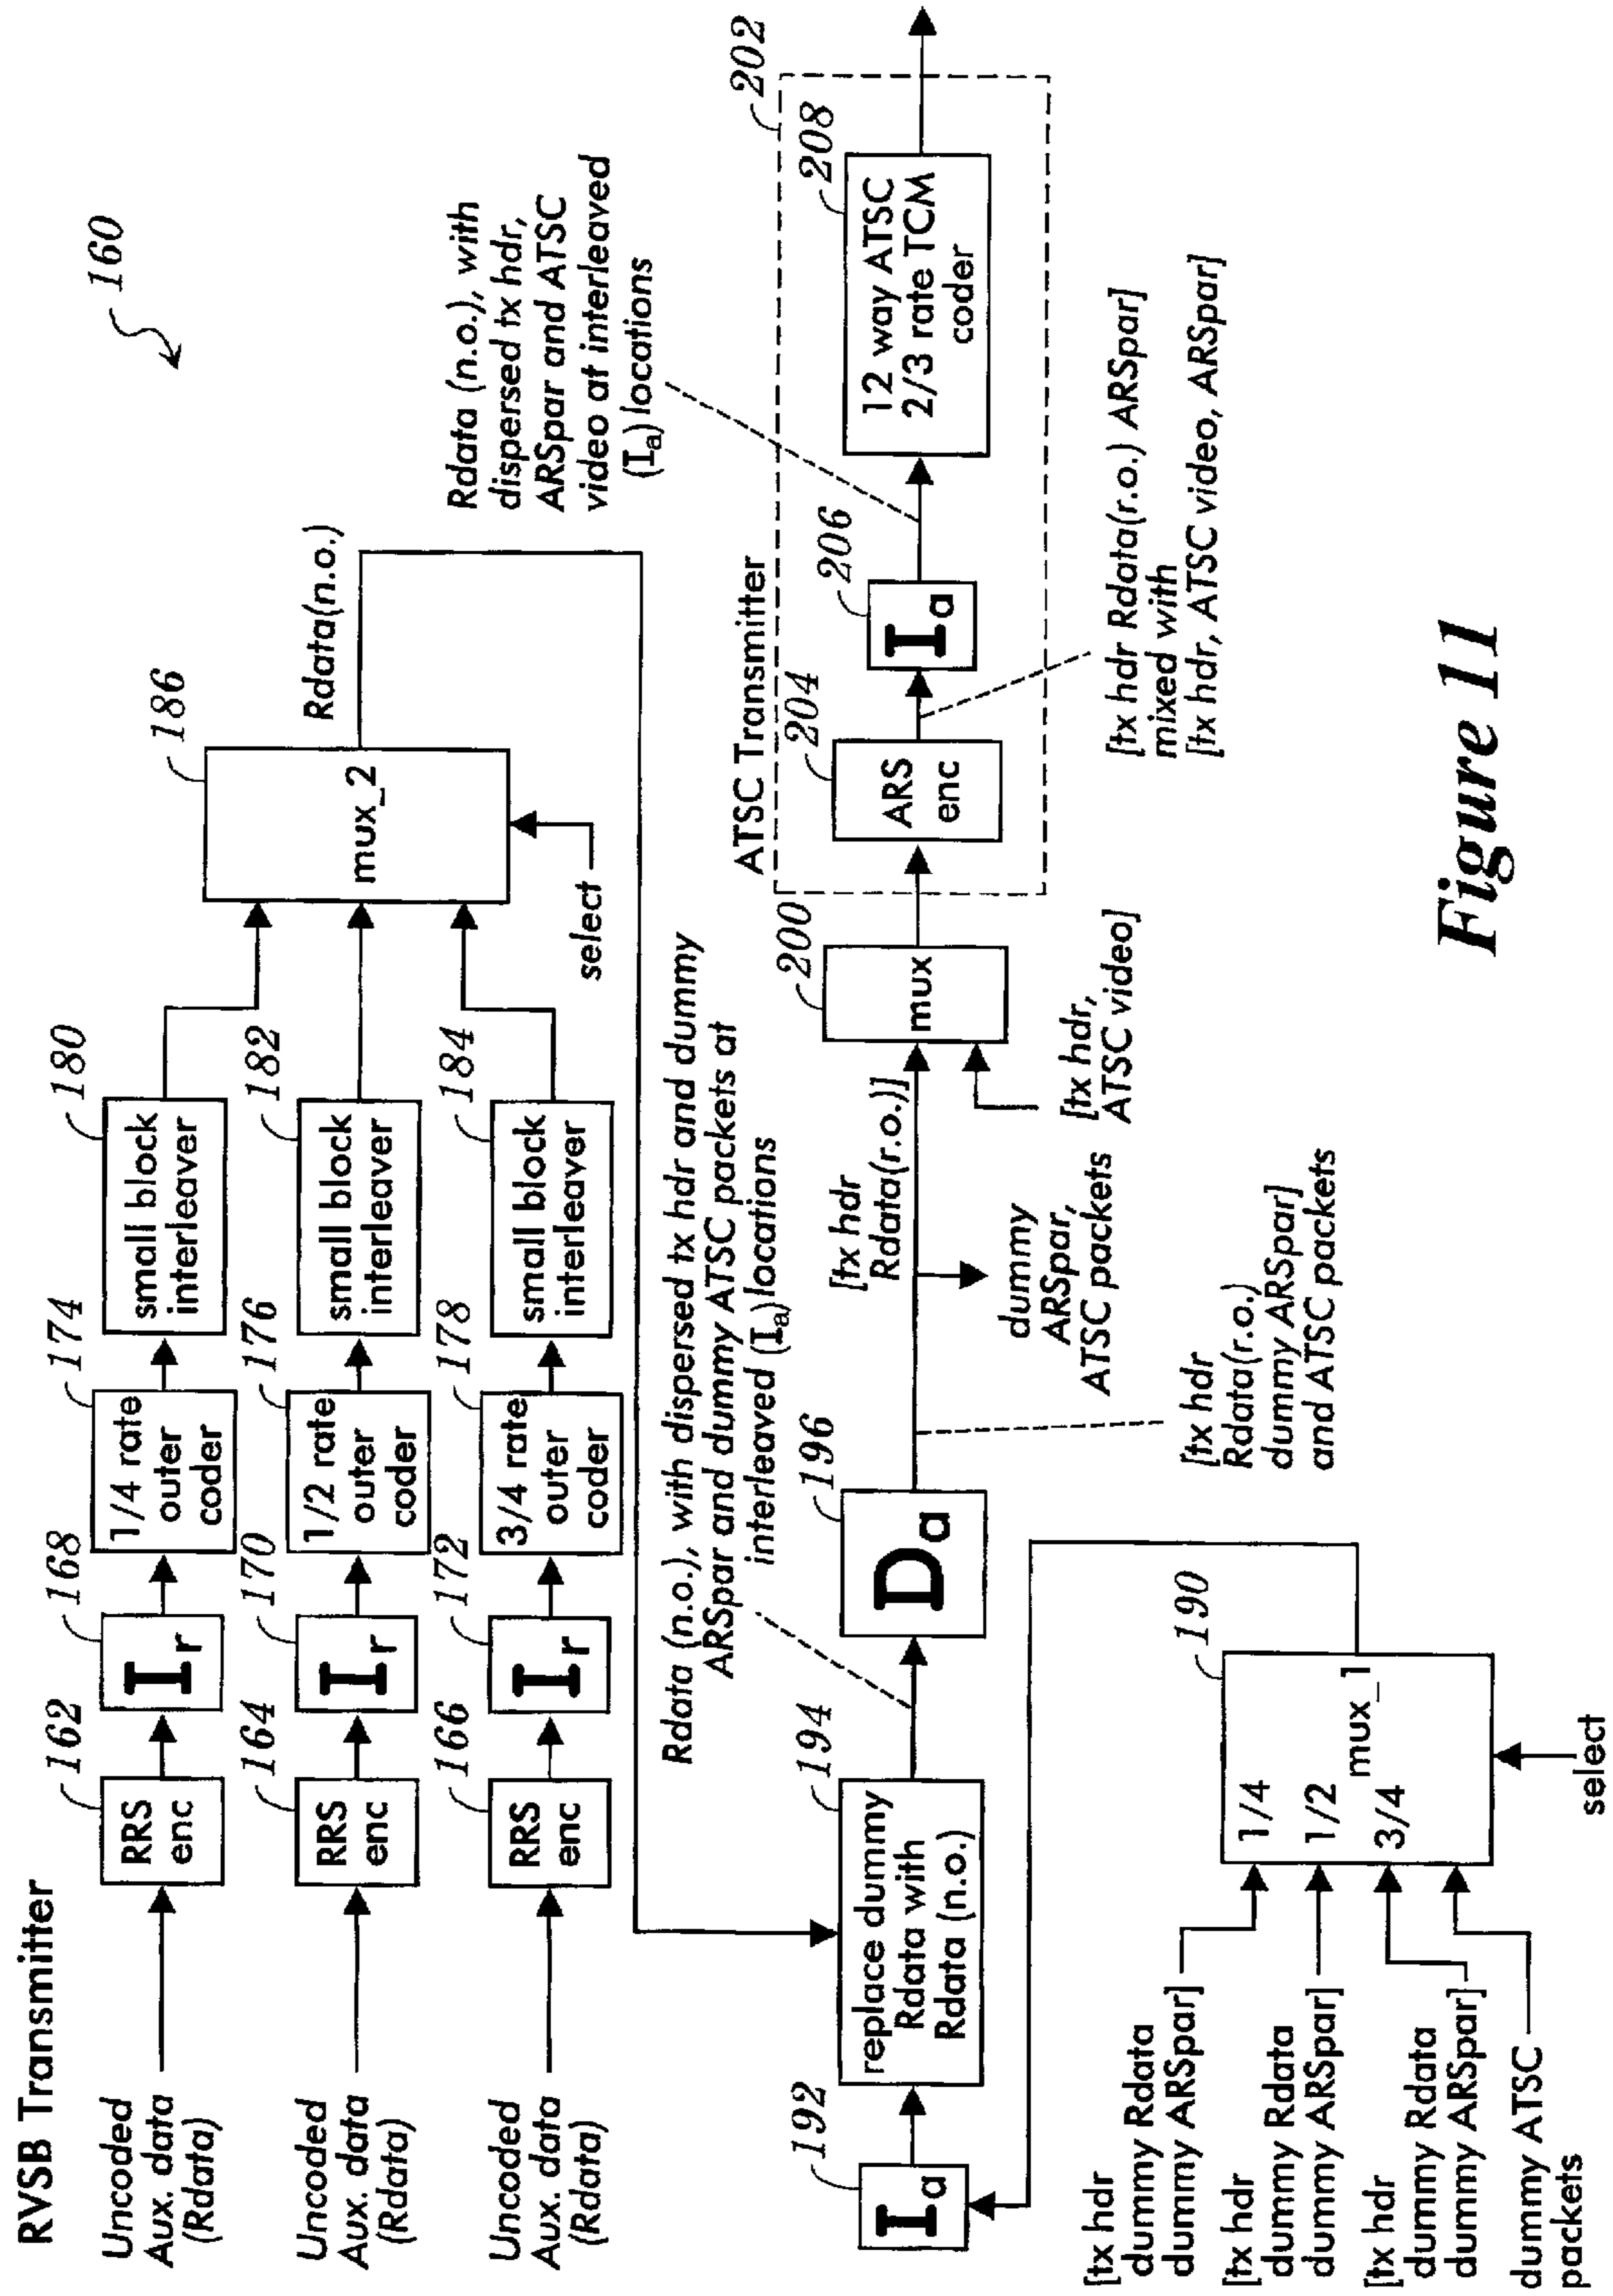 RVSB Transmitter
160
Uncoded
Aux. data
(Rdata)
162
RRS
enc
168
Ir
174
1/4 rate
outer
coder
180
small block
interleaver
Uncoded
Aux. data
(Rdata)
164
RRS
enc
170
Ir
176
1/2 rate
outer
coder
182
small block
interleaver
Uncoded
Aux. data
(Rdata)
166
RRS
enc
172
Ir
178
3/4 rate
outer
coder
184
small block
interleaver
186
mux_2
select
Rdata(n.o.)
Rdata (n.o.), with dispersed tx hdr and dummy
ARSpar and dummy ATSC packets at
interleaved (Ia) locations
Rdata (n.o.), with
dispersed tx hdr,
ARSpar and ATSC
video at interleaved
(Ia) locations
192
Ia
194
replace dummy
Rdata with
Rdata (n.o.)
196
Da
[tx hdr
Rdata(r.o.)]
dummy
ARSpar,
ATSC packets
[tx hdr
Rdata(r.o.)
dummy ARSpar]
and ATSC packets
200
mux
[tx hdr,
ATSC video]
ATSC Transmitter
202
204
ARS
enc
206
Ia
208
12 way ATSC
2/3 rate TCM
coder
[tx hdr Rdata(r.o.) ARSpar]
mixed with
[tx hdr, ATSC video, ARSpar]
[tx hdr
dummy Rdata
dummy ARSpar]
[tx hdr
dummy Rdata
dummy ARSpar]
[tx hdr
dummy Rdata
dummy ARSpar]
dummy ATSC
packets
190
1/4
1/2
3/4
mux_1
select
Figure 11